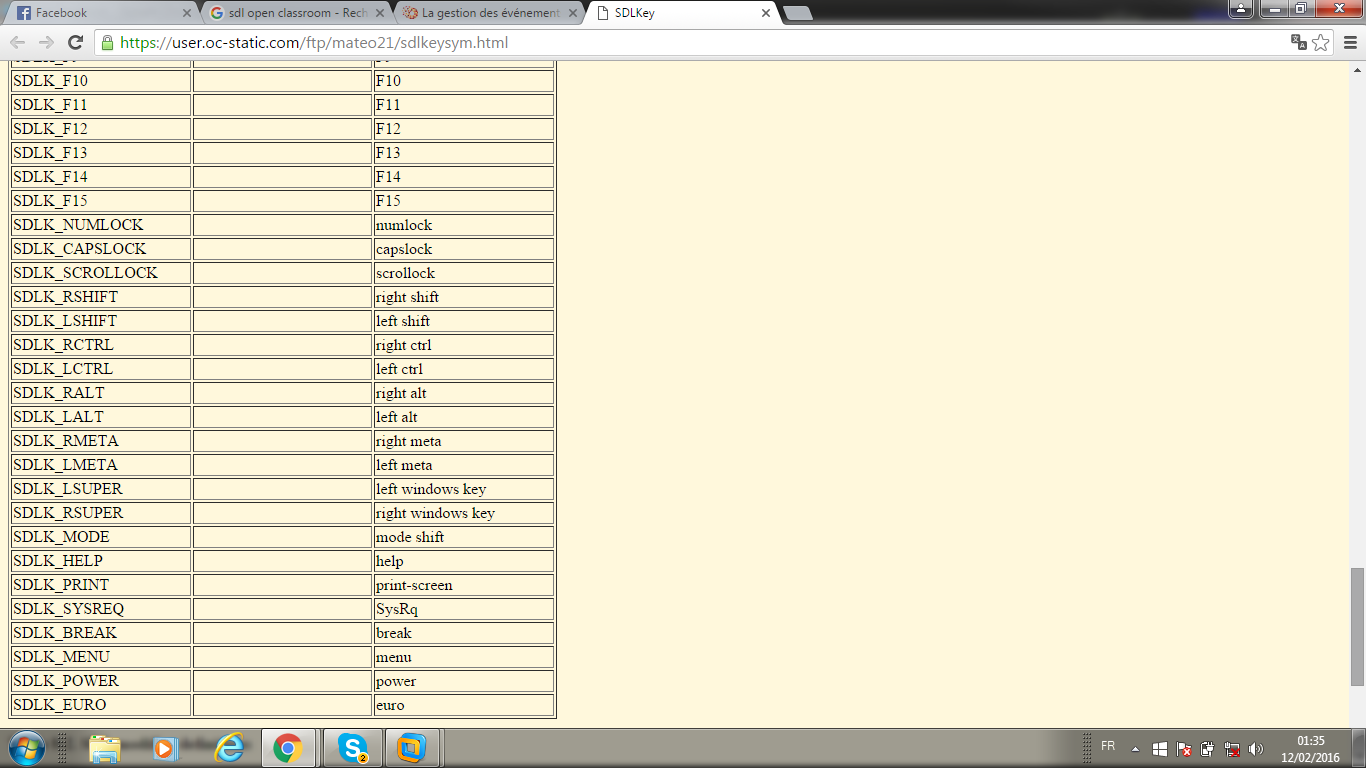 Facebook
sdl open classroom - Rech
La gestion des événement
SDLKey
https://user.oc-static.com/ftp/mateo21/sdlkeysym.html
SDLK_F10 F10
SDLK_F11 F11
SDLK_F12 F12
SDLK_F13 F13
SDLK_F14 F14
SDLK_F15 F15
SDLK_NUMLOCK numlock
SDLK_CAPSLOCK capslock
SDLK_SCROLLOCK scrollock
SDLK_RSHIFT right shift
SDLK_LSHIFT left shift
SDLK_RCTRL right ctrl
SDLK_LCTRL left ctrl
SDLK_RALT right alt
SDLK_LALT left alt
SDLK_RMETA right meta
SDLK_LMETA left meta
SDLK_LSUPER left windows key
SDLK_RSUPER right windows key
SDLK_MODE mode shift
SDLK_HELP help
SDLK_PRINT print-screen
SDLK_SYSREQ SysRq
SDLK_BREAK break
SDLK_MENU menu
SDLK_POWER power
SDLK_EURO euro
2
FR
01:35
12/02/2016